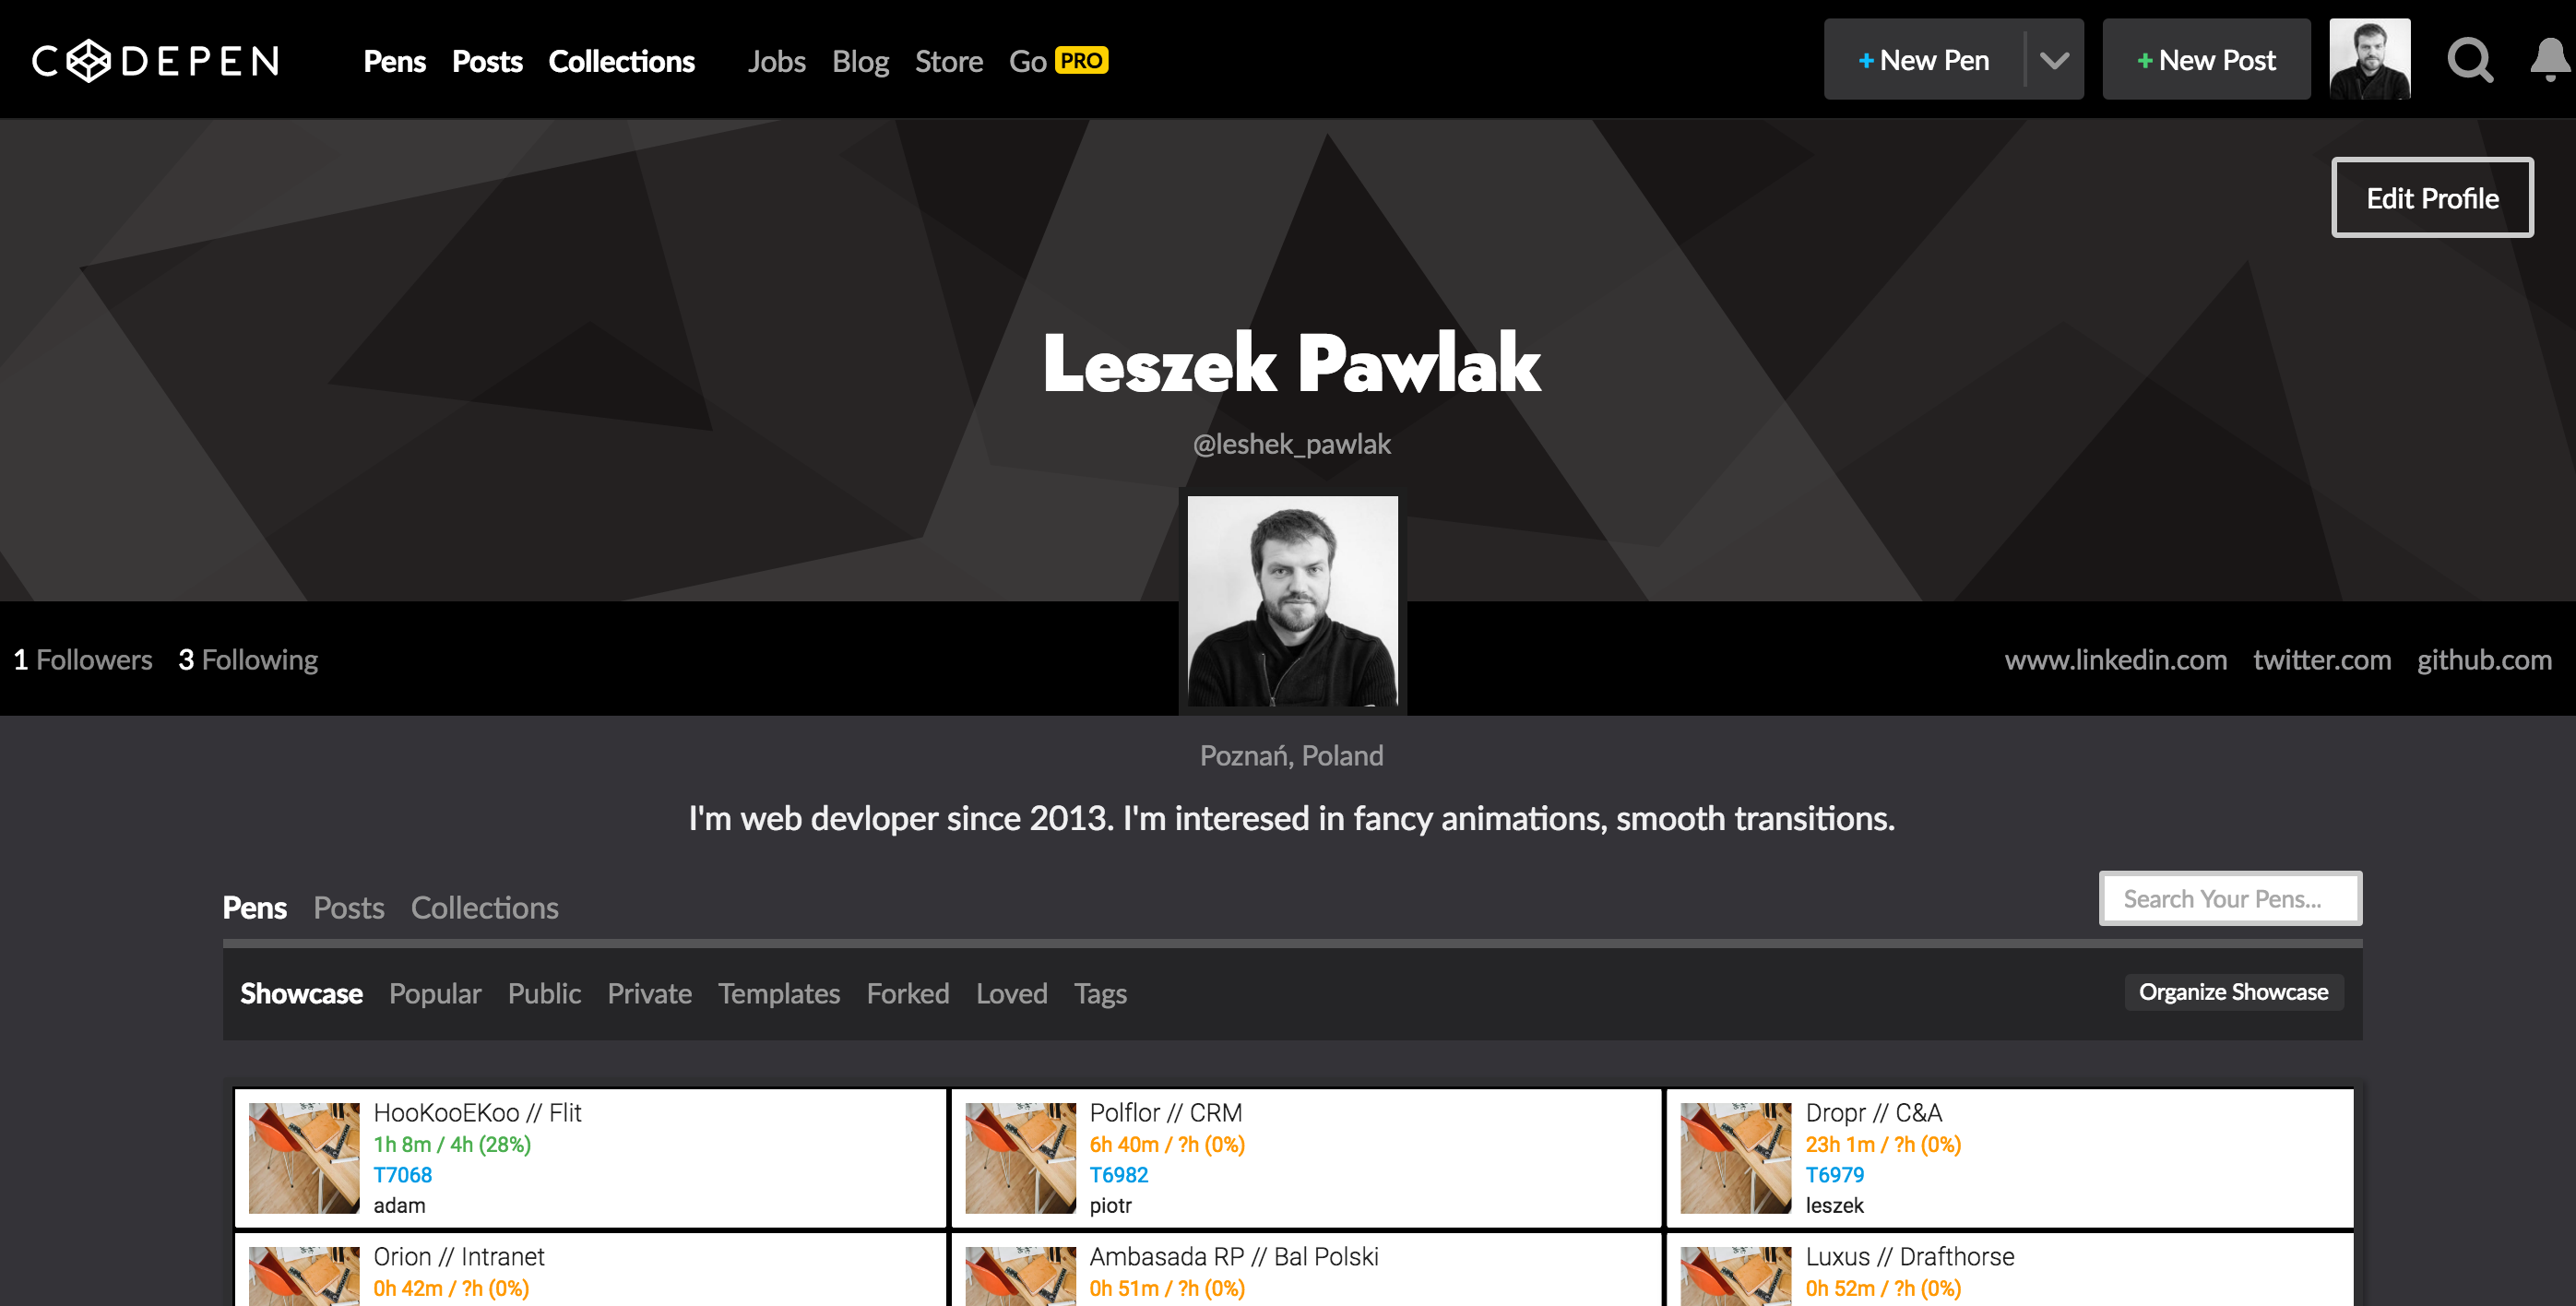 CODEPEN
Pens Posts Collections Jobs Blog Store Go PRO
+ New Pen
+ New Post
Edit Profile
Leszek Pawlak
@leshek_pawlak
1 Followers 3 Following
www.linkedin.com twitter.com github.com
Poznań, Poland
I'm web devloper since 2013. I'm interesed in fancy animations, smooth transitions.
Pens Posts Collections
Search Your Pens...
Showcase Popular Public Private Templates Forked Loved Tags
Organize Showcase
HooKooEKoo // Flit
1h 8m / 4h (28%)
T7068
adam
Polflor // CRM
6h 40m / ?h (0%)
T6982
piotr
Dropr // C&A
23h 1m / ?h (0%)
T6979
leszek
Orion // Intranet
0h 42m / ?h (0%)
Ambasada RP // Bal Polski
0h 51m / ?h (0%)
Luxus // Drafthorse
0h 52m / ?h (0%)